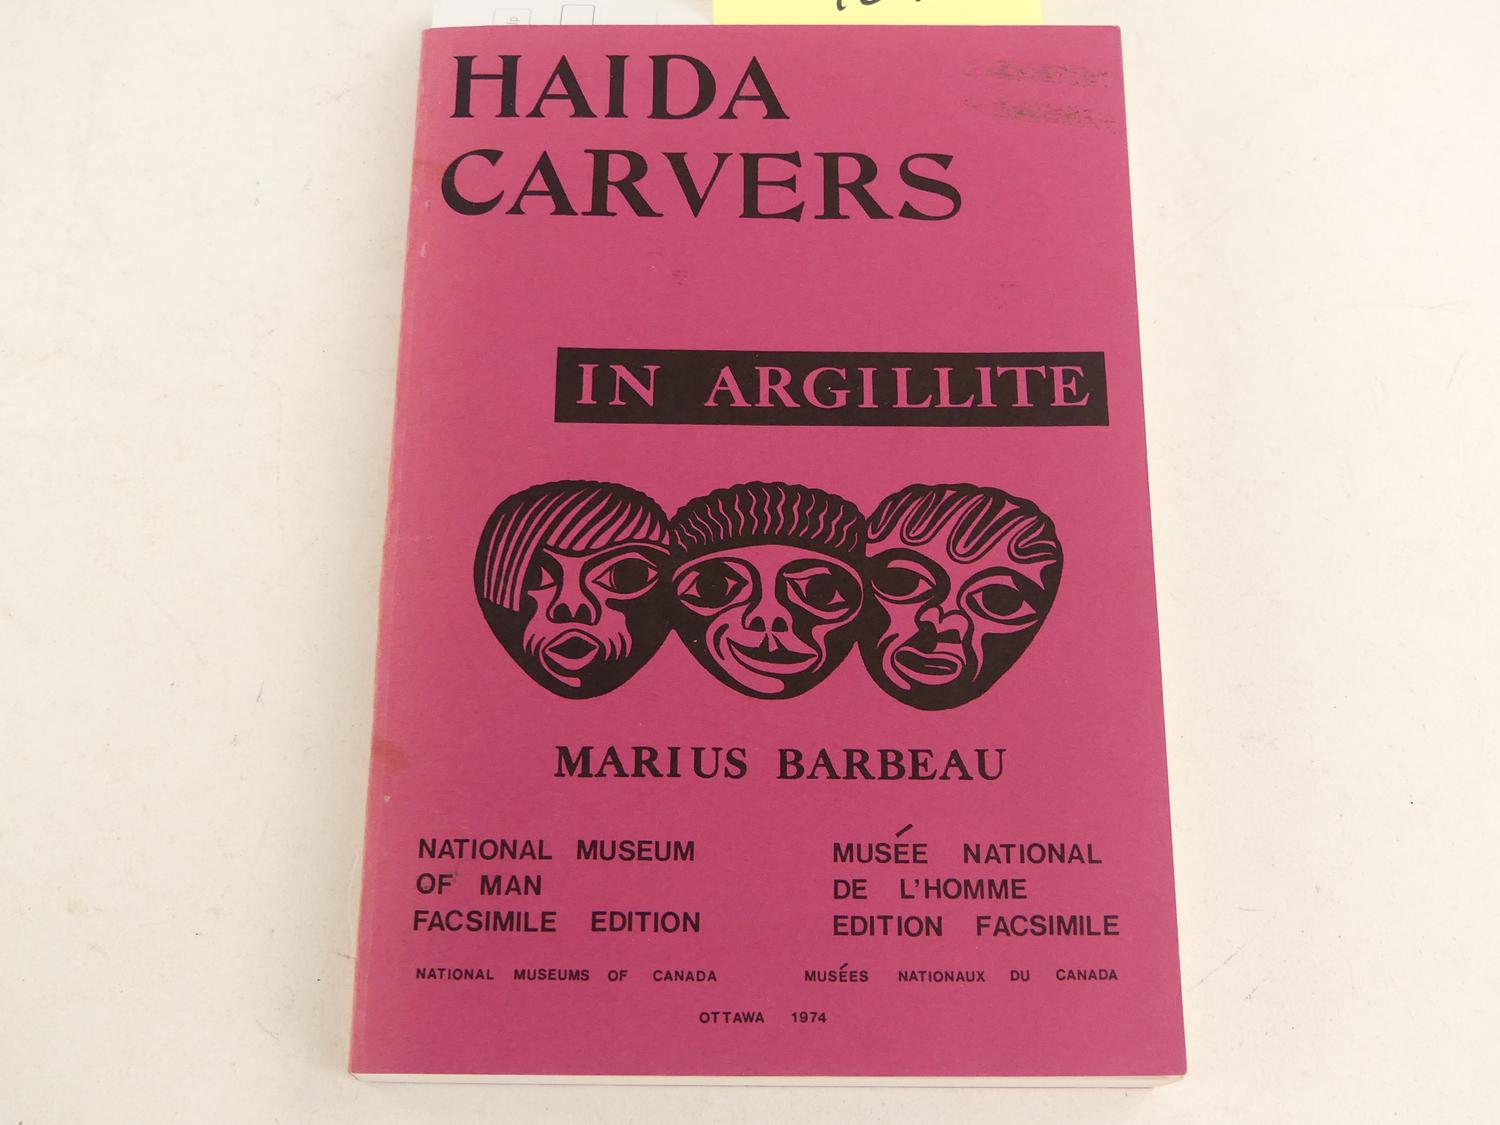 HAIDA
CARVERS
IN ARGILLITE
MARIUS BARBEAU
NATIONAL MUSEUM
OF MAN
FACSIMILE EDITION
MUSÉE NATIONAL
DE L'HOMME
EDITION FACSIMILE
NATIONAL MUSEUMS OF CANADA
MUSÉES NATIONAUX DU CANADA
OTTAWA 1974